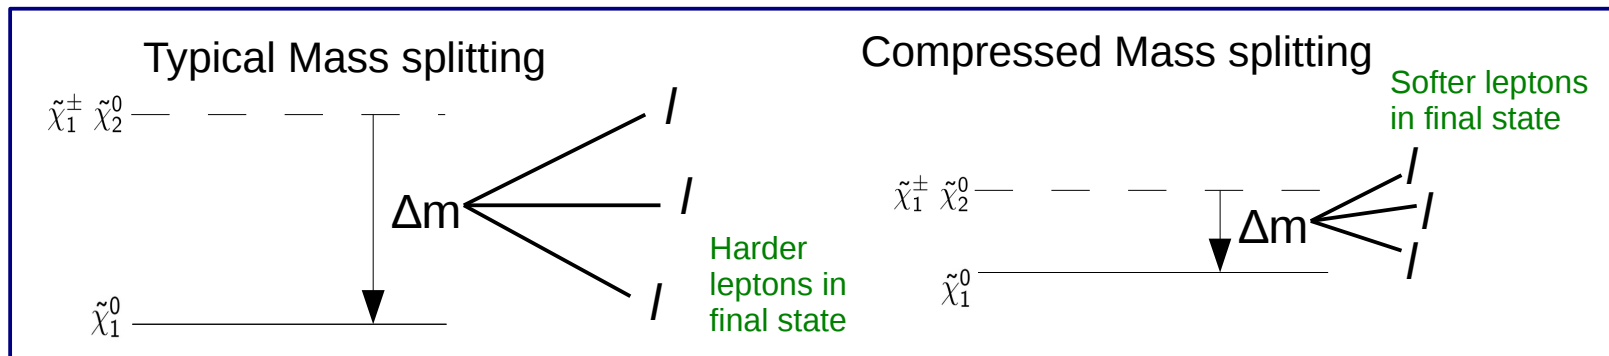 Typical Mass splitting
χ̃₁± χ̃₂⁰
Δm
l
l
l
Harder
leptons in
final state
χ̃₁⁰
Compressed Mass splitting
Softer leptons
in final state
χ̃₁± χ̃₂⁰
Δm
l
l
l
χ̃₁⁰